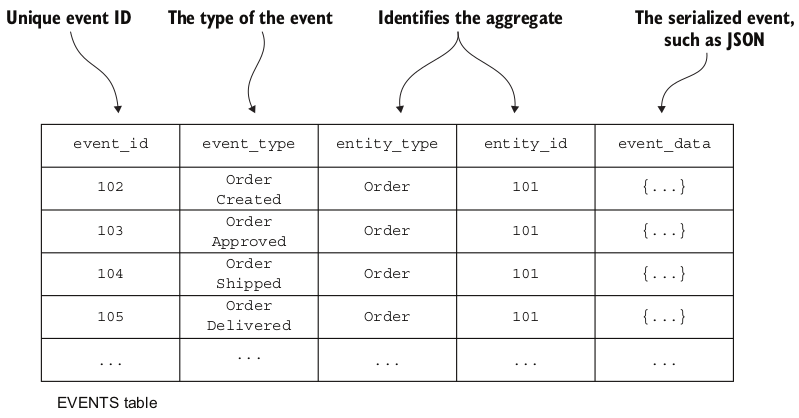 Unique event ID
The type of the event
Identifies the aggregate
The serialized event,
such as JSON
event_id event_type entity_type entity_id event_data
102 Order Created Order 101 {...}
103 Order Approved Order 101 {...}
104 Order Shipped Order 101 {...}
105 Order Delivered Order 101 {...}
... ... ... ... ...
EVENTS table